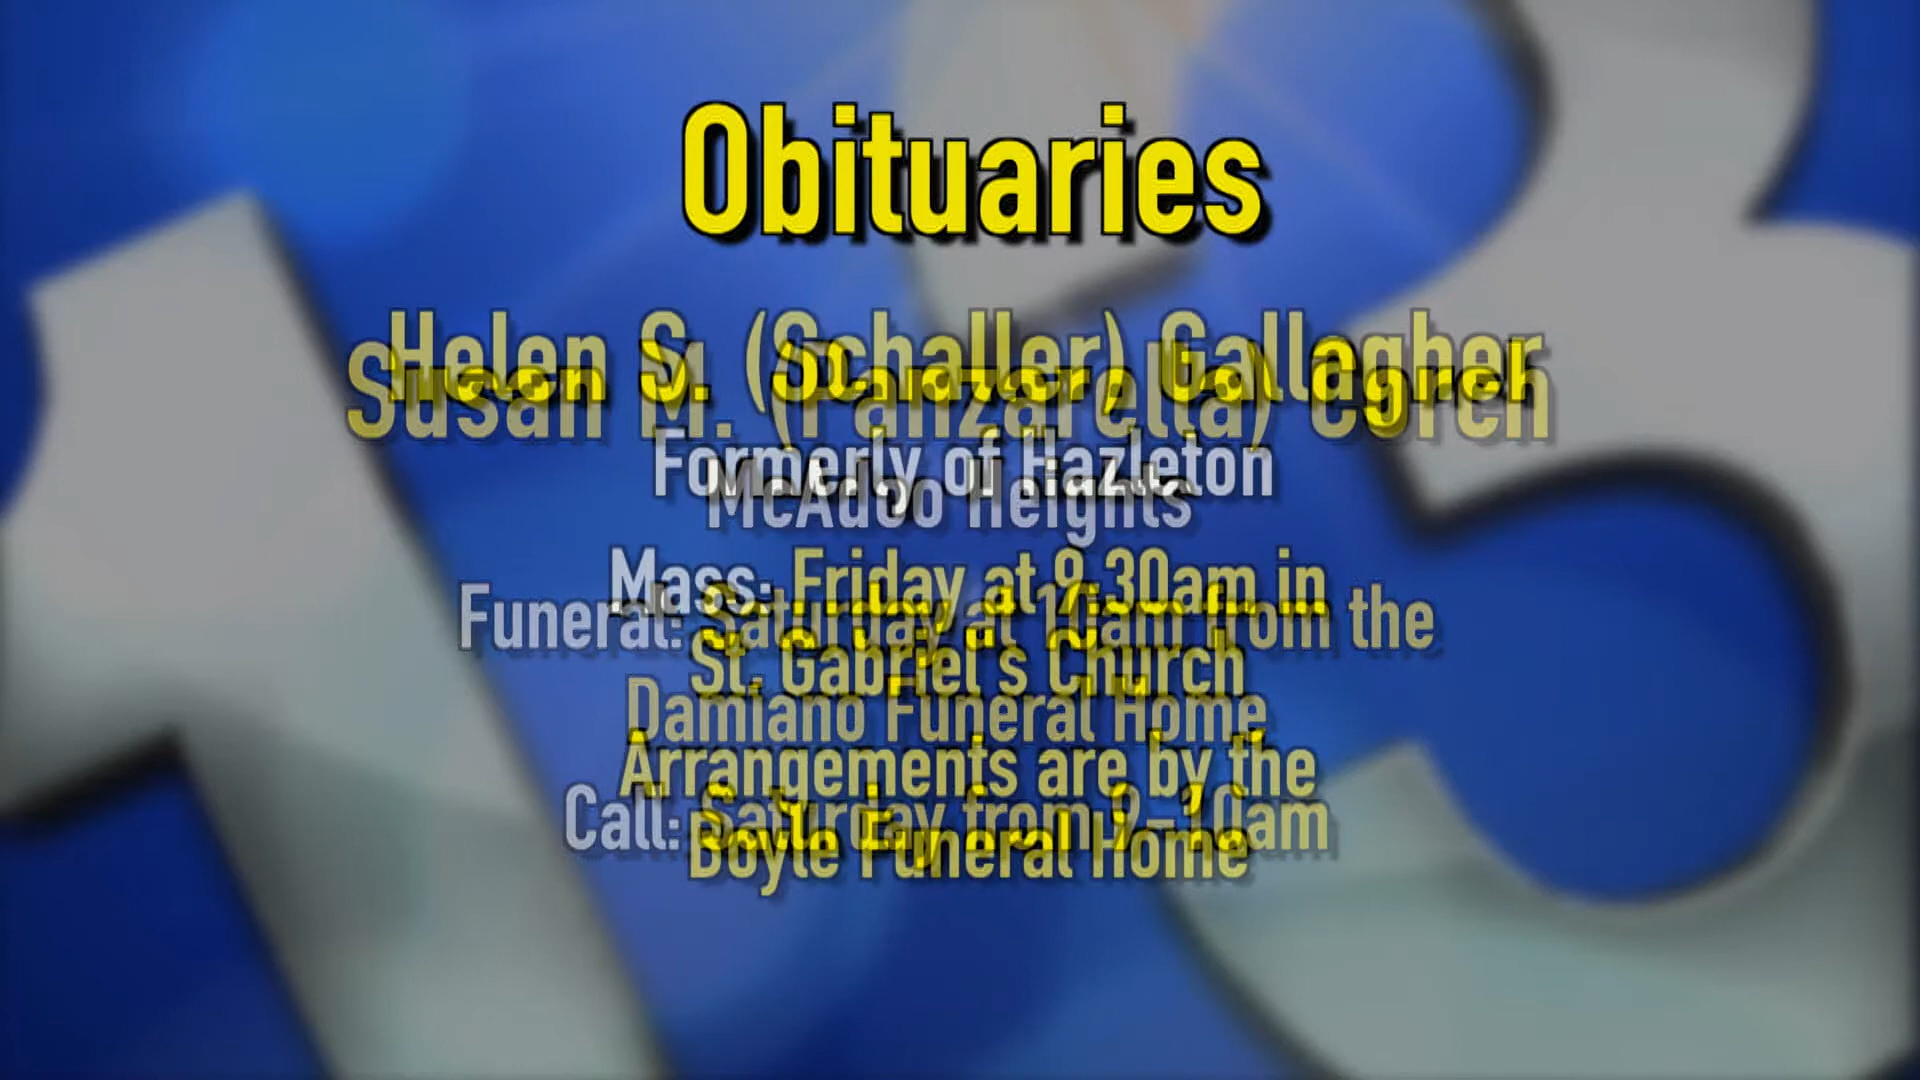 Obituaries
Helen S. (Schaller) Gallagher
Susan M. (Panzarella) Corch
Formerly of Hazleton
McAdoo Heights
Mass: Friday at 9:30am in
Funeral: Saturday at 10am from the
St. Gabriel's Church
Damiano Funeral Home
Arrangements are by the
Call: Saturday from 9-10am
Boyle Funeral Home